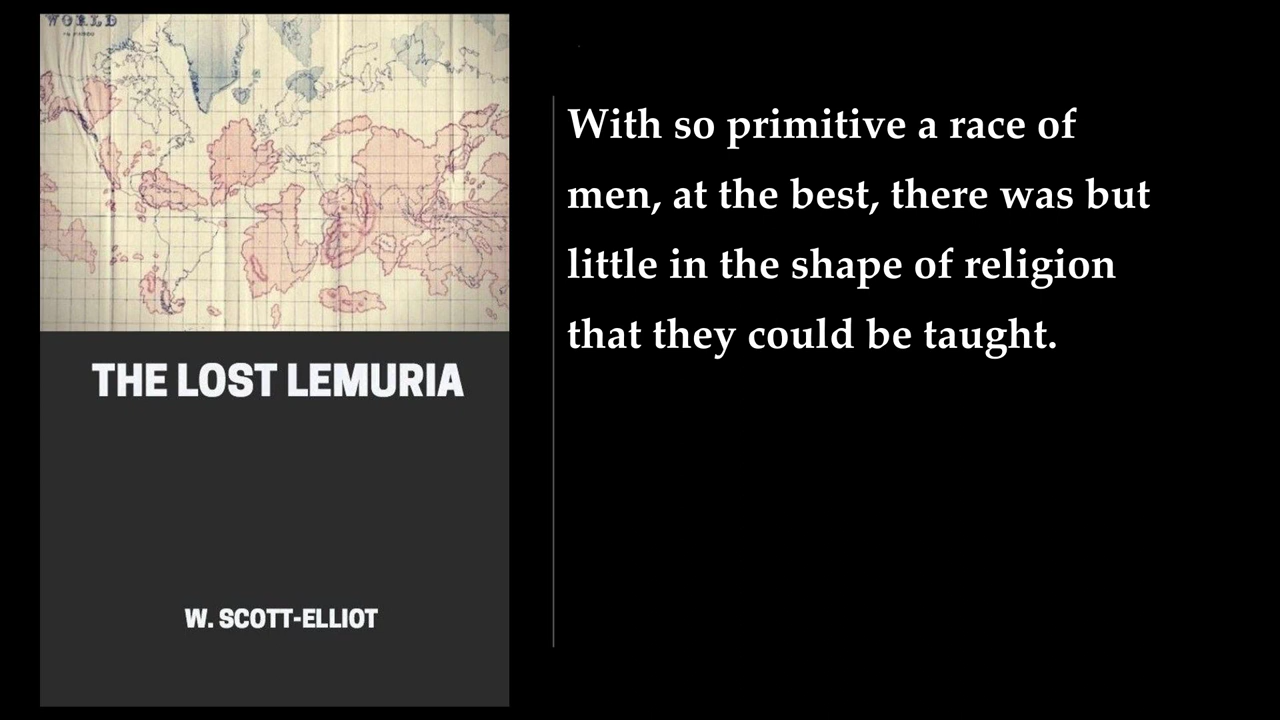 WORLD
THE LOST LEMURIA
W. SCOTT-ELLIOT
With so primitive a race of
men, at the best, there was but
little in the shape of religion
that they could be taught.